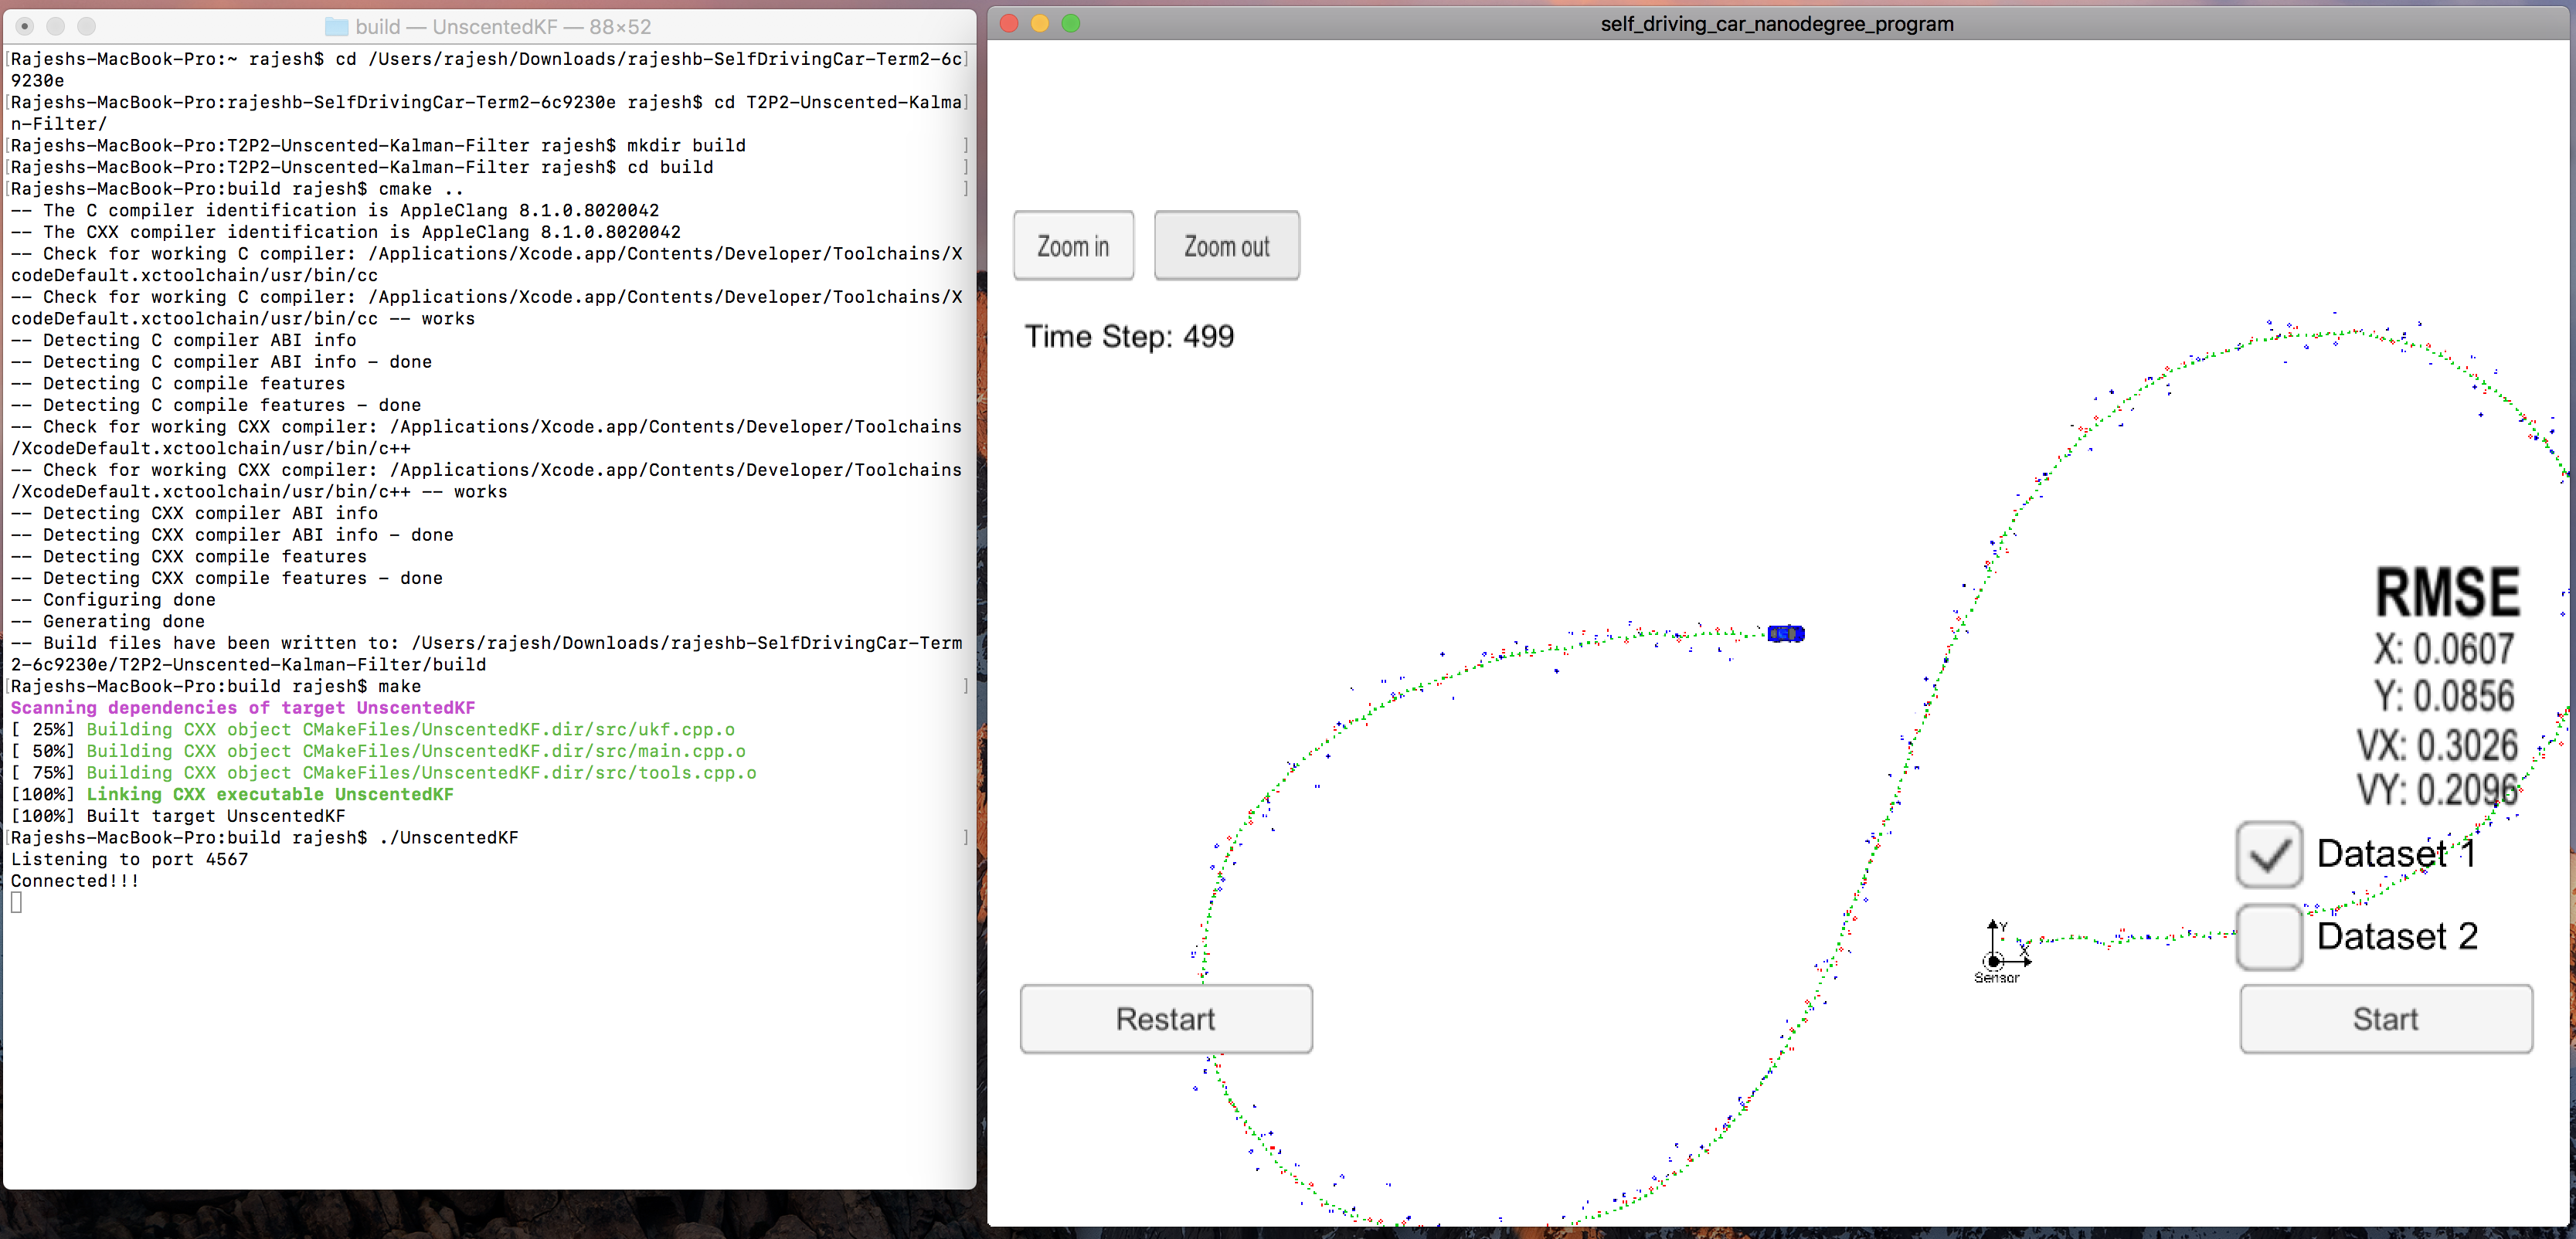 build — UnscentedKF — 88×52
Rajeshs-MacBook-Pro:~ rajesh$ cd /Users/rajesh/Downloads/rajeshb-SelfDrivingCar-Term2-6c
9230e
Rajeshs-MacBook-Pro:rajeshb-SelfDrivingCar-Term2-6c9230e rajesh$ cd T2P2-Unscented-Kalma
n-Filter/
Rajeshs-MacBook-Pro:T2P2-Unscented-Kalman-Filter rajesh$ mkdir build
Rajeshs-MacBook-Pro:T2P2-Unscented-Kalman-Filter rajesh$ cd build
Rajeshs-MacBook-Pro:build rajesh$ cmake ..
-- The C compiler identification is AppleClang 8.1.0.8020042
-- The CXX compiler identification is AppleClang 8.1.0.8020042
-- Check for working C compiler: /Applications/Xcode.app/Contents/Developer/Toolchains/X
codeDefault.xctoolchain/usr/bin/cc
-- Check for working C compiler: /Applications/Xcode.app/Contents/Developer/Toolchains/X
codeDefault.xctoolchain/usr/bin/cc -- works
-- Detecting C compiler ABI info
-- Detecting C compiler ABI info - done
-- Detecting C compile features
-- Detecting C compile features - done
-- Check for working CXX compiler: /Applications/Xcode.app/Contents/Developer/Toolchains
/XcodeDefault.xctoolchain/usr/bin/c++
-- Check for working CXX compiler: /Applications/Xcode.app/Contents/Developer/Toolchains
/XcodeDefault.xctoolchain/usr/bin/c++ -- works
-- Detecting CXX compiler ABI info
-- Detecting CXX compiler ABI info - done
-- Detecting CXX compile features
-- Detecting CXX compile features - done
-- Configuring done
-- Generating done
-- Build files have been written to: /Users/rajesh/Downloads/rajeshb-SelfDrivingCar-Term
2-6c9230e/T2P2-Unscented-Kalman-Filter/build
Rajeshs-MacBook-Pro:build rajesh$ make
Scanning dependencies of target UnscentedKF
[ 25%] Building CXX object CMakeFiles/UnscentedKF.dir/src/ukf.cpp.o
[ 50%] Building CXX object CMakeFiles/UnscentedKF.dir/src/main.cpp.o
[ 75%] Building CXX object CMakeFiles/UnscentedKF.dir/src/tools.cpp.o
[100%] Linking CXX executable UnscentedKF
[100%] Built target UnscentedKF
Rajeshs-MacBook-Pro:build rajesh$ ./UnscentedKF
Listening to port 4567
Connected!!!
self_driving_car_nanodegree_program
Zoom in
Zoom out
Time Step: 499
RMSE
X: 0.0607
Y: 0.0856
VX: 0.3026
VY: 0.2096
Dataset 1
Dataset 2
Y
X
Sensor
Restart
Start